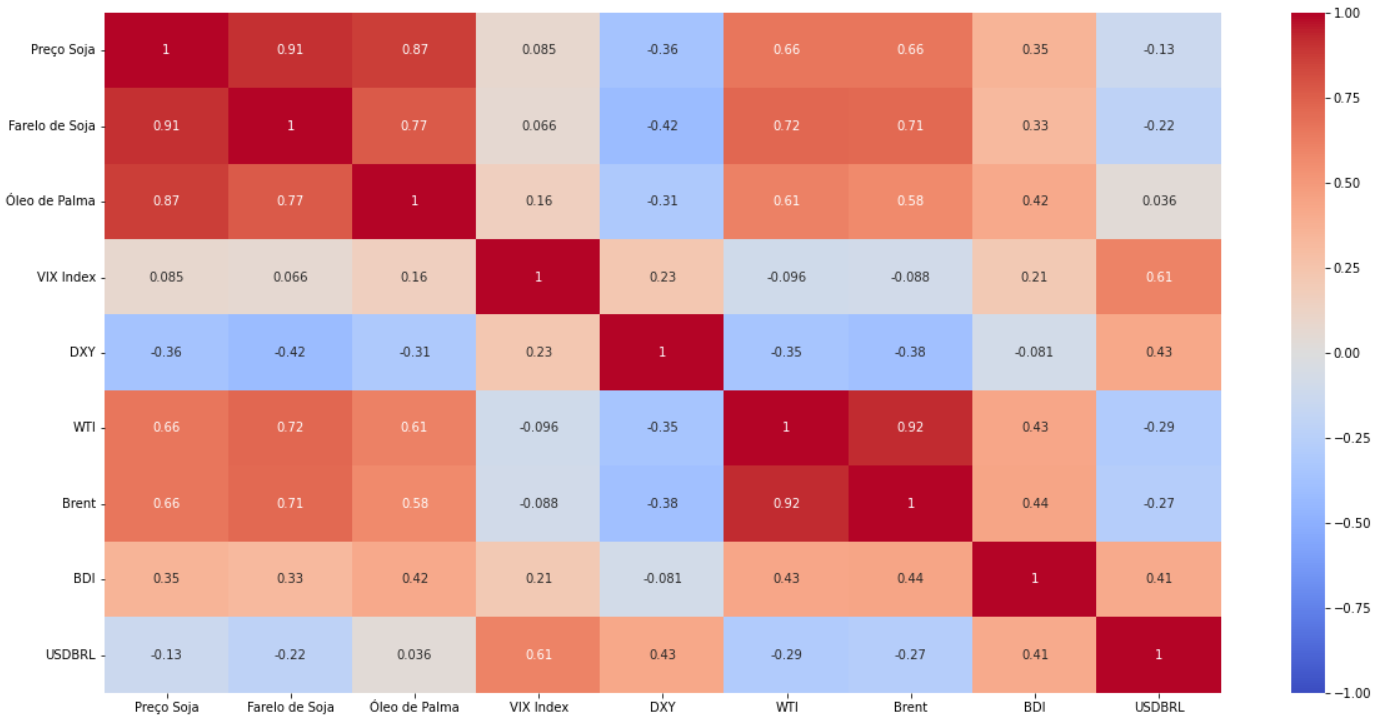 Preço Soja 1 0.91 0.87 0.085 -0.36 0.66 0.66 0.35 -0.13
Farelo de Soja 0.91 1 0.77 0.066 -0.42 0.72 0.71 0.33 -0.22
Óleo de Palma 0.87 0.77 1 0.16 -0.31 0.61 0.58 0.42 0.036
VIX Index 0.085 0.066 0.16 1 0.23 -0.096 -0.088 0.21 0.61
DXY -0.36 -0.42 -0.31 0.23 1 -0.35 -0.38 -0.081 0.43
WTI 0.66 0.72 0.61 -0.096 -0.35 1 0.92 0.43 -0.29
Brent 0.66 0.71 0.58 -0.088 -0.38 0.92 1 0.44 -0.27
BDI 0.35 0.33 0.42 0.21 -0.081 0.43 0.44 1 0.41
USDBRL -0.13 -0.22 0.036 0.61 0.43 -0.29 -0.27 0.41 1
Preço Soja Farelo de Soja Óleo de Palma VIX Index DXY WTI Brent BDI USDBRL
1.00
0.75
0.50
0.25
0.00
−0.25
−0.50
−0.75
−1.00